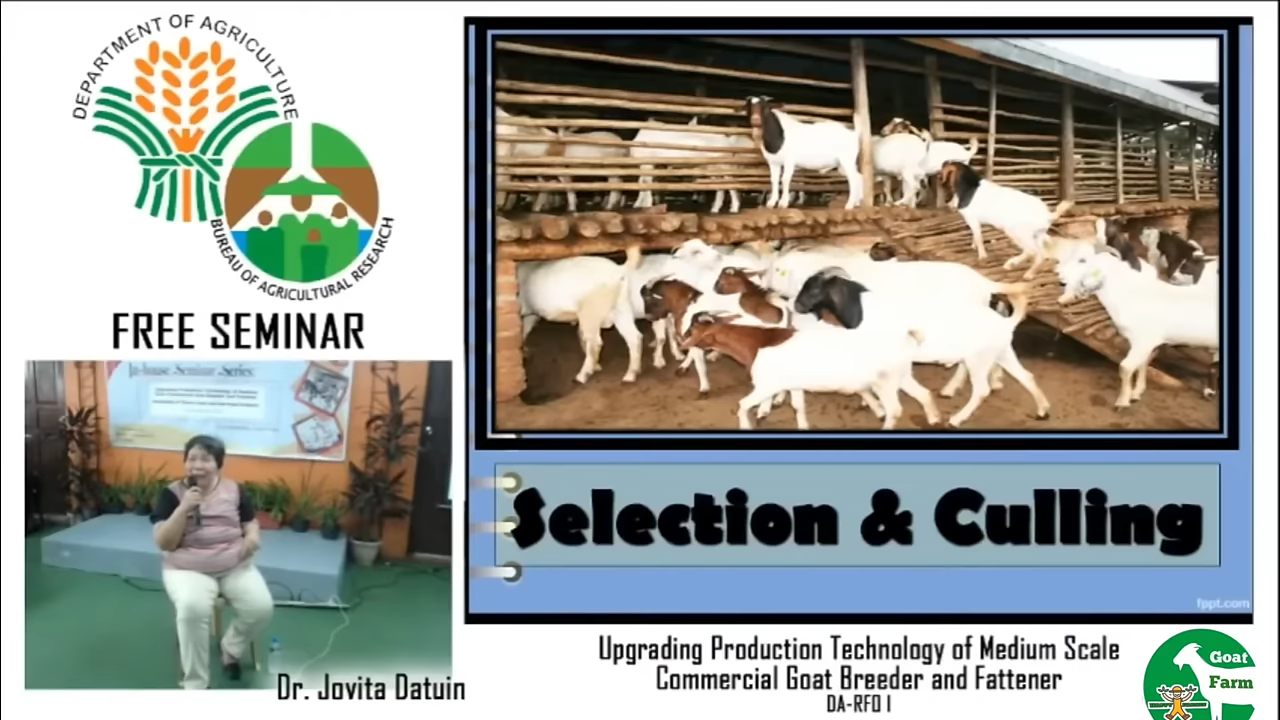 DEPARTMENT OF AGRICULTURE
BUREAU OF AGRICULTURAL RESEARCH
FREE SEMINAR
In-house Seminar Series:
Dr. Jovita Datuin
Selection & Culling
fppt.com
Upgrading Production Technology of Medium Scale
Commercial Goat Breeder and Fattener
DA-RFO I
Goat
Farm